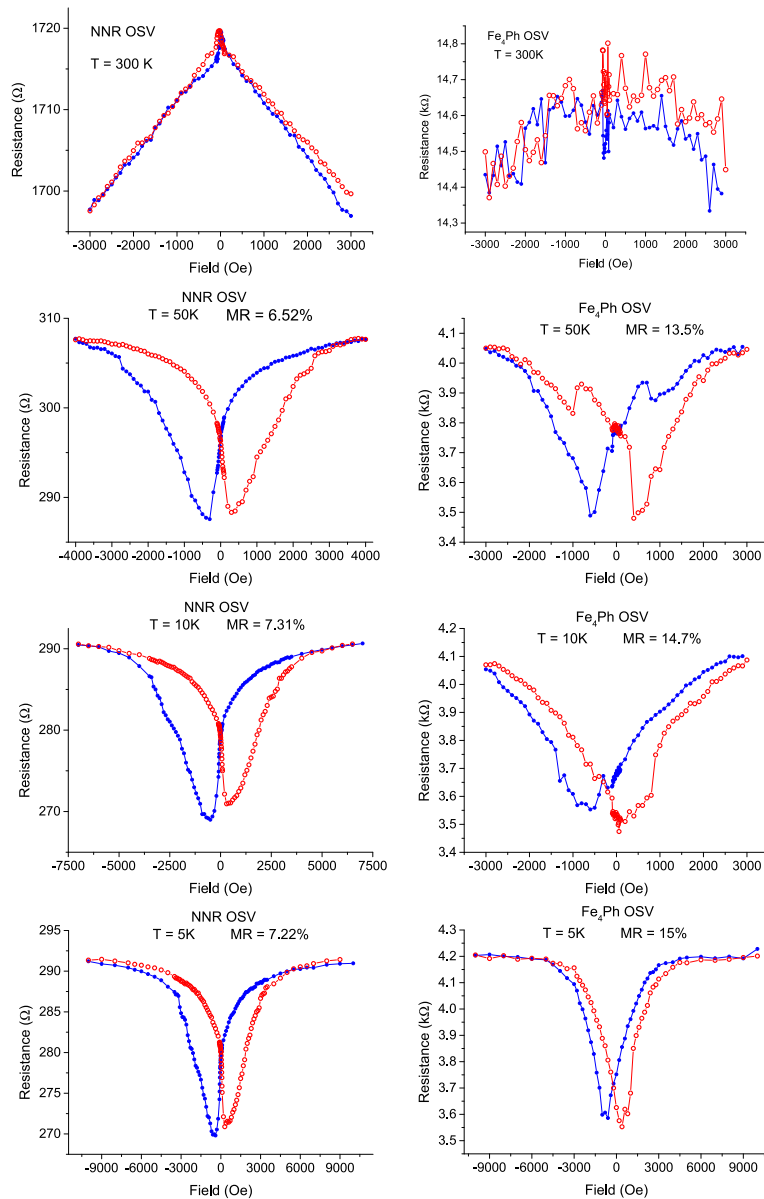 NNR OSV
T = 300 K
1720
1710
1700
Resistance (Ω)
-3000 -2000 -1000 0 1000 2000 3000
Field (Oe)
Fe4Ph OSV
T = 300K
14,8
14,7
14,6
14,5
14,4
14,3
Resistance (kΩ)
-3000 -2000 -1000 0 1000 2000 3000
Field (Oe)
NNR OSV
T = 50K MR = 6.52%
310
300
290
Resistance (Ω)
-4000 -3000 -2000 -1000 0 1000 2000 3000 4000
Field (Oe)
Fe4Ph OSV
T = 50K MR = 13.5%
4.1
4.0
3.9
3.8
3.7
3.6
3.5
3.4
Resistance (kΩ)
-3000 -2000 -1000 0 1000 2000 3000
Field (Oe)
NNR OSV
T = 10K MR = 7.31%
290
280
270
Resistance (Ω)
-7500 -5000 -2500 0 2500 5000 7500
Field (Oe)
Fe4Ph OSV
T = 10K MR = 14.7%
4.2
4.1
4.0
3.9
3.8
3.7
3.6
3.5
3.4
Resistance (kΩ)
-3000 -2000 -1000 0 1000 2000 3000
Field (Oe)
NNR OSV
T = 5K MR = 7.22%
295
290
285
280
275
270
Resistance (Ω)
-9000 -6000 -3000 0 3000 6000 9000
Field (Oe)
Fe4Ph OSV
T = 5K MR = 15%
4.3
4.2
4.1
4.0
3.9
3.8
3.7
3.6
3.5
Resistance (kΩ)
-9000 -6000 -3000 0 3000 6000 9000
Field (Oe)